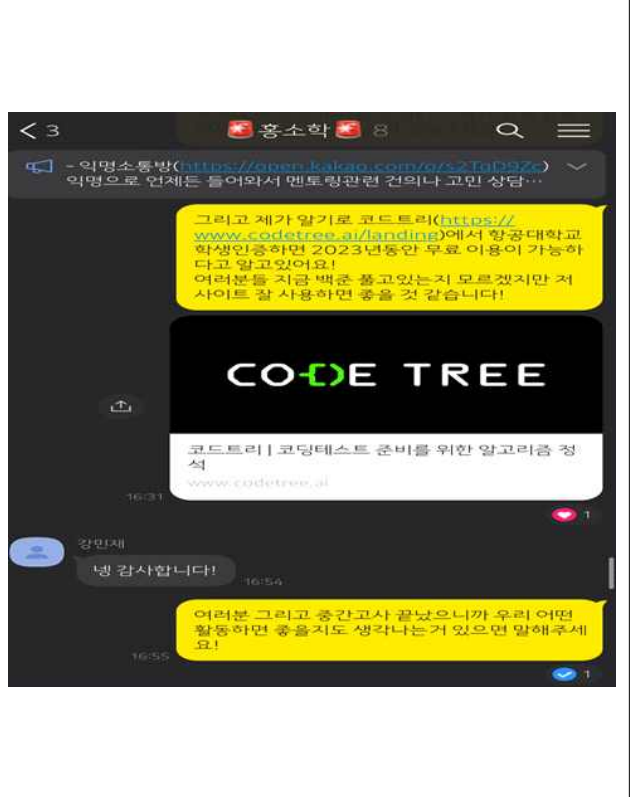 < 3 🚨홍소학🚨 8
- 익명소통방(https://open.kakao.com/o/s2TqD9Zc)
익명으로 언제든 들어와서 멘토링관련 건의나 고민 상담…
그리고 제가 알기로 코드트리(https://
www.codetree.ai/landing)에서 항공대학교
학생인증하면 2023년동안 무료 이용이 가능하
다고 알고있어요!
여러분들 지금 백준 풀고있는지 모르겠지만 저
사이트 잘 사용하면 좋을 것 같습니다!
CODE TREE
코드트리 | 코딩테스트 준비를 위한 알고리즘 정
석
www.codetree.ai
16:31
1
강민재
넹 감사합니다!
16:54
여러분 그리고 중간고사 끝났으니까 우리 어떤
활동하면 좋을지도 생각나는거 있으면 말해주세
요!
16:55
1